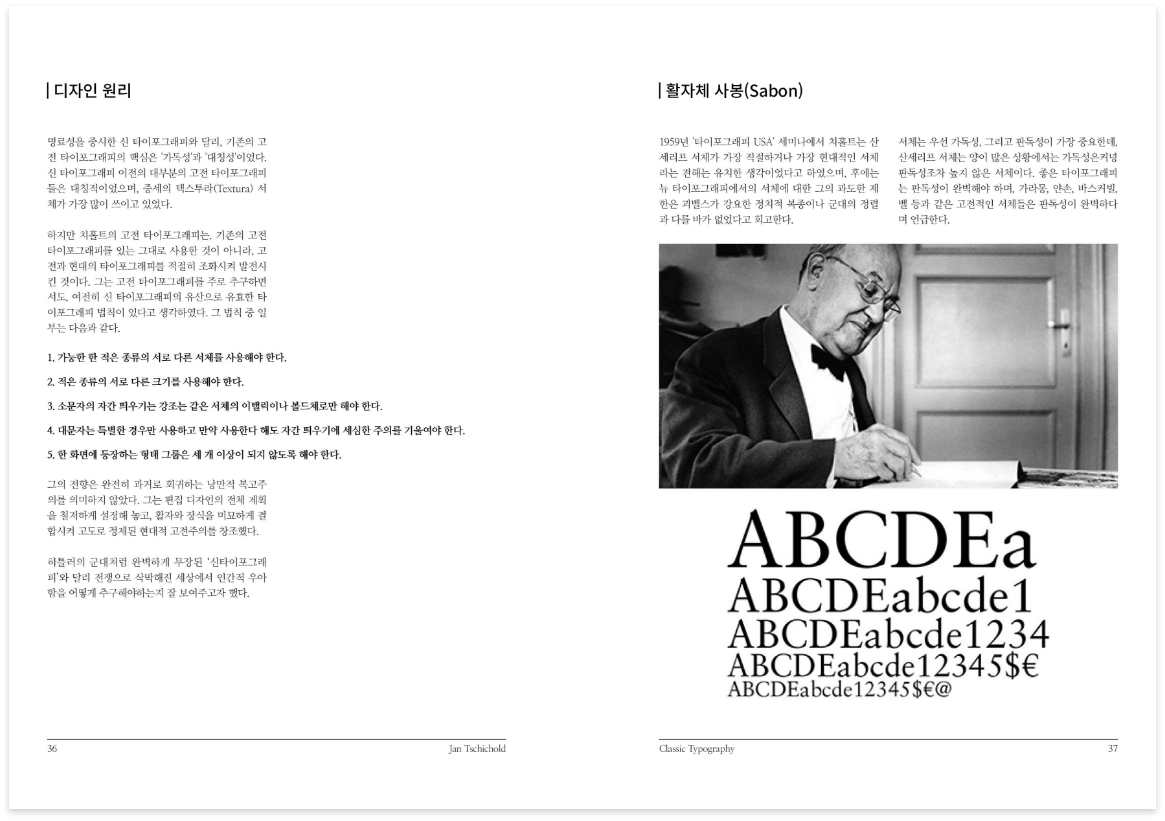 디자인 원리
명료성을 중시한 신 타이포그래피와 달리, 기존의 고
전 타이포그래피의 핵심은 '가독성'과 '대칭성'이었다.
신 타이포그래피 이전의 대부분의 고전 타이포그래피
들은 대칭적이었으며, 중세의 텍스투라(Textura) 서
체가 가장 많이 쓰이고 있었다.
하지만 치홀트의 고전 타이포그래피는, 기존의 고전
타이포그래피를 있는 그대로 사용한 것이 아니라, 고
전과 현대의 타이포그래피를 적절히 조화시켜 발전시
킨 것이다. 그는 고전 타이포그래피를 주로 추구하면
서도, 여전히 신 타이포그래피의 유산으로 유효한 타
이포그래피 법칙이 있다고 생각하였다. 그 법칙 중 일
부는 다음과 같다.
1. 가능한 한 적은 종류의 서로 다른 서체를 사용해야 한다.
2. 적은 종류의 서로 다른 크기를 사용해야 한다.
3. 소문자의 자간 띄우기는 강조는 같은 서체의 이탤릭이나 볼드체로만 해야 한다.
4. 대문자는 특별한 경우만 사용하고 만약 사용한다 해도 자간 띄우기에 세심한 주의를 기울여야 한다.
5. 한 화면에 등장하는 형태 그룹은 세 개 이상이 되지 않도록 해야 한다.
그의 전향은 완전히 과거로 회귀하는 낭만적 복고주
의를 의미하지 않았다. 그는 편집 디자인의 전체 계획
을 철저하게 설정해 놓고, 활자와 장식을 미묘하게 결
합시켜 고도로 정제된 현대적 고전주의를 창조했다.
히틀러의 군대처럼 완벽하게 무장된 '신타이포그래
피'와 달리 전쟁으로 삭막해진 세상에서 인간적 우아
함을 어떻게 추구해야하는지 잘 보여주고자 했다.
36
Jan Tschichold
활자체 사봉(Sabon)
1959년 '타이포그래피 USA' 세미나에서 치홀트는 산
세리프 서체가 가장 적절하거나 가장 현대적인 서체
라는 견해는 유치한 생각이었다고 하였으며, 후에는
뉴 타이포그래피에서의 서체에 대한 그의 과도한 제
한은 괴벨스가 강요한 정치적 복종이나 군대의 정렬
과 다를 바가 없었다고 회고한다.
서체는 우선 가독성, 그리고 판독성이 가장 중요한데,
산세리프 서체는 양이 많은 상황에서는 가독성은커녕
판독성조차 높지 않은 서체이다. 좋은 타이포그래피
는 판독성이 완벽해야 하며, 가라몽, 얀손, 바스커빌,
벨 등과 같은 고전적인 서체들은 판독성이 완벽하다
며 언급한다.
ABCDEa
ABCDEabcde1
ABCDEabcde1234
ABCDEabcde12345$€
ABCDEabcde12345$€@
Classic Typography
37